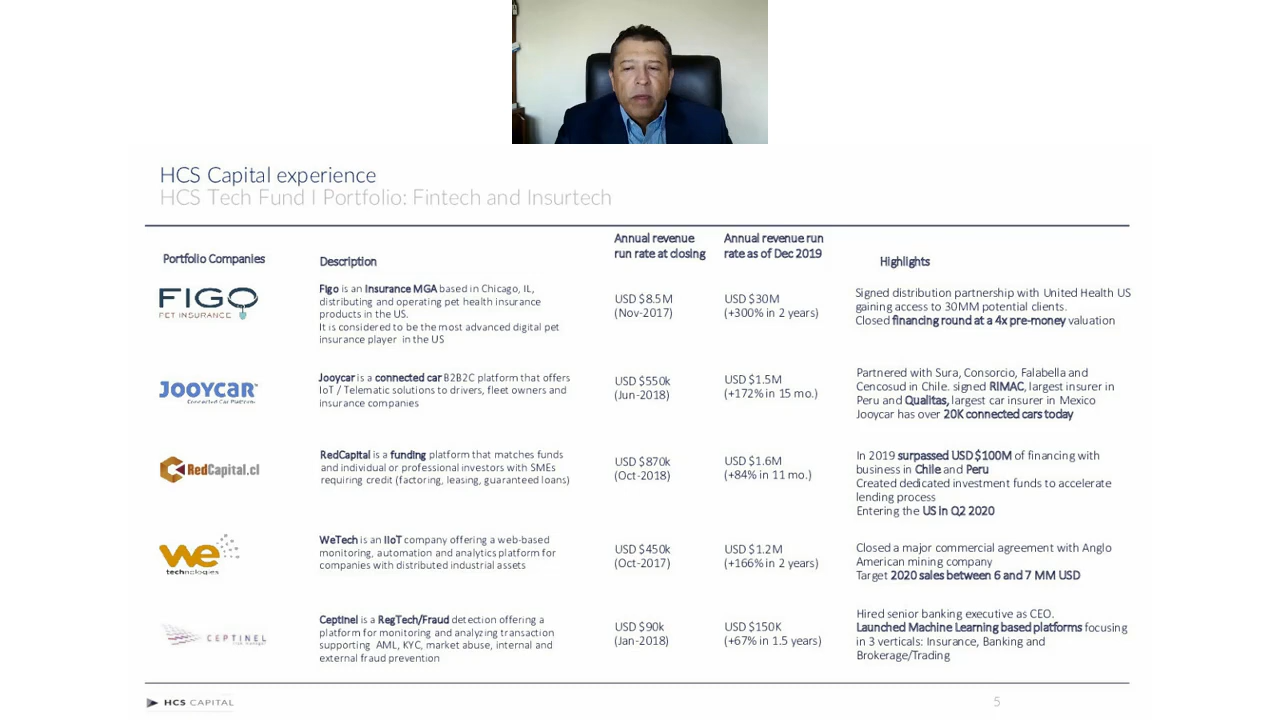 HCS Capital experience
HCS Tech Fund I Portfolio: Fintech and Insurtech
Portfolio Companies
Description
Annual revenue
run rate at closing
Annual revenue run
rate as of Dec 2019
Highlights
FIGO
PET INSURANCE
Figo is an Insurance MGA based in Chicago, IL,
distributing and operating pet health insurance
products in the US.
It is considered to be the most advanced digital pet
insurance player in the US
USD $8.5M
(Nov-2017)
USD $30M
(+300% in 2 years)
Signed distribution partnership with United Health US
gaining access to 30MM potential clients.
Closed financing round at a 4x pre-money valuation
JOOYCAR™
Connected Car Platform
Jooycar is a connected car B2B2C platform that offers
IoT / Telematic solutions to drivers, fleet owners and
insurance companies
USD $550k
(Jun-2018)
USD $1.5M
(+172% in 15 mo.)
Partnered with Sura, Consorcio, Falabella and
Cencosud in Chile. signed RIMAC, largest insurer in
Peru and Qualitas, largest car insurer in Mexico
Jooycar has over 20K connected cars today
RedCapital.cl
RedCapital is a funding platform that matches funds
and individual or professional investors with SMEs
requiring credit (factoring, leasing, guaranteed loans)
USD $870k
(Oct-2018)
USD $1.6M
(+84% in 11 mo.)
In 2019 surpassed USD $100M of financing with
business in Chile and Peru
Created dedicated investment funds to accelerate
lending process
Entering the US in Q2 2020
we
technologies
WeTech is an IIoT company offering a web-based
monitoring, automation and analytics platform for
companies with distributed industrial assets
USD $450k
(Oct-2017)
USD $1.2M
(+166% in 2 years)
Closed a major commercial agreement with Anglo
American mining company
Target 2020 sales between 6 and 7 MM USD
CEPTINEL
Ceptinel is a RegTech/Fraud detection offering a
platform for monitoring and analyzing transaction
supporting AML, KYC, market abuse, internal and
external fraud prevention
USD $90k
(Jan-2018)
USD $150K
(+67% in 1.5 years)
Hired senior banking executive as CEO.
Launched Machine Learning based platforms focusing
in 3 verticals: Insurance, Banking and
Brokerage/Trading
HCS CAPITAL
5